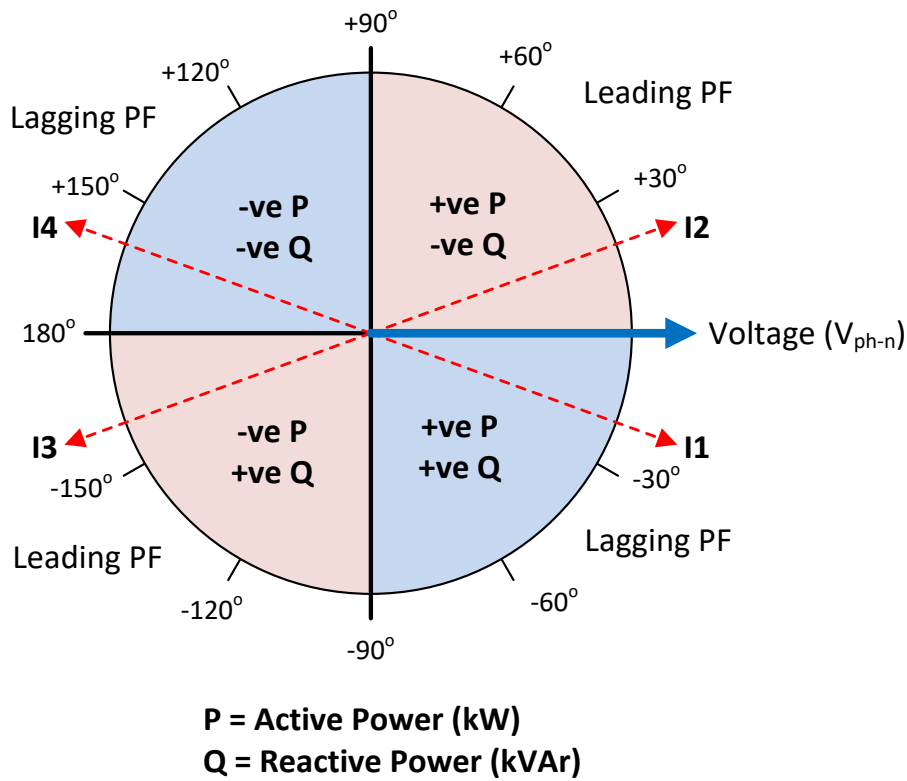 +90°
+120°
+60°
Lagging PF
Leading PF
+150°
+30°
I4
-ve P
-ve Q
+ve P
-ve Q
I2
180°
Voltage (Vph-n)
I3
-ve P
+ve Q
+ve P
+ve Q
I1
-150°
-30°
Leading PF
Lagging PF
-120°
-60°
-90°
P = Active Power (kW)
Q = Reactive Power (kVAr)